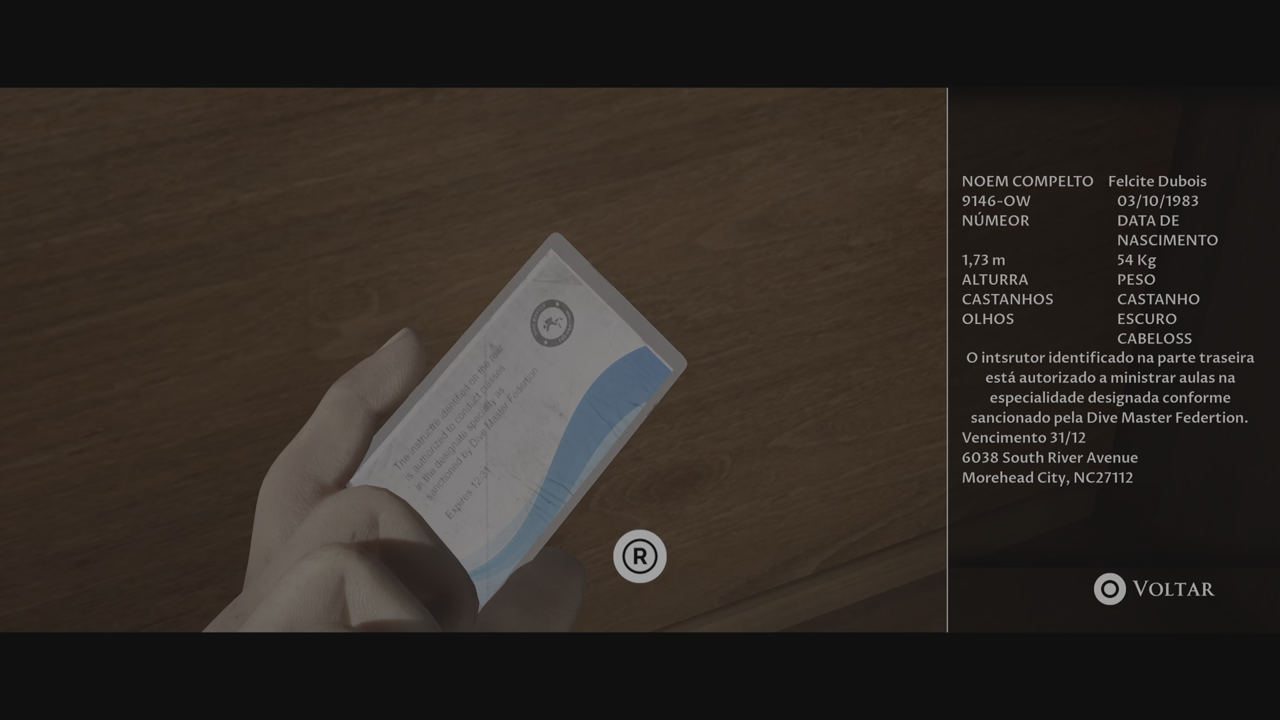 NOEM COMPELTO Felcite Dubois
9146-OW 03/10/1983
NÚMEOR DATA DE
NASCIMENTO
1,73 m 54 Kg
ALTURRA PESO
CASTANHOS CASTANHO
OLHOS ESCURO
CABELOSS
O intsrutor identificado na parte traseira
está autorizado a ministrar aulas na
especialidade designada conforme
sancionado pela Dive Master Federtion.
Vencimento 31/12
6038 South River Avenue
Morehead City, NC27112
The instructre identified on the rear
is authorized to conduct classes
in the designate specialty as
sanctioned by Dive Master Federtion
Expires 12/31
R
VOLTAR